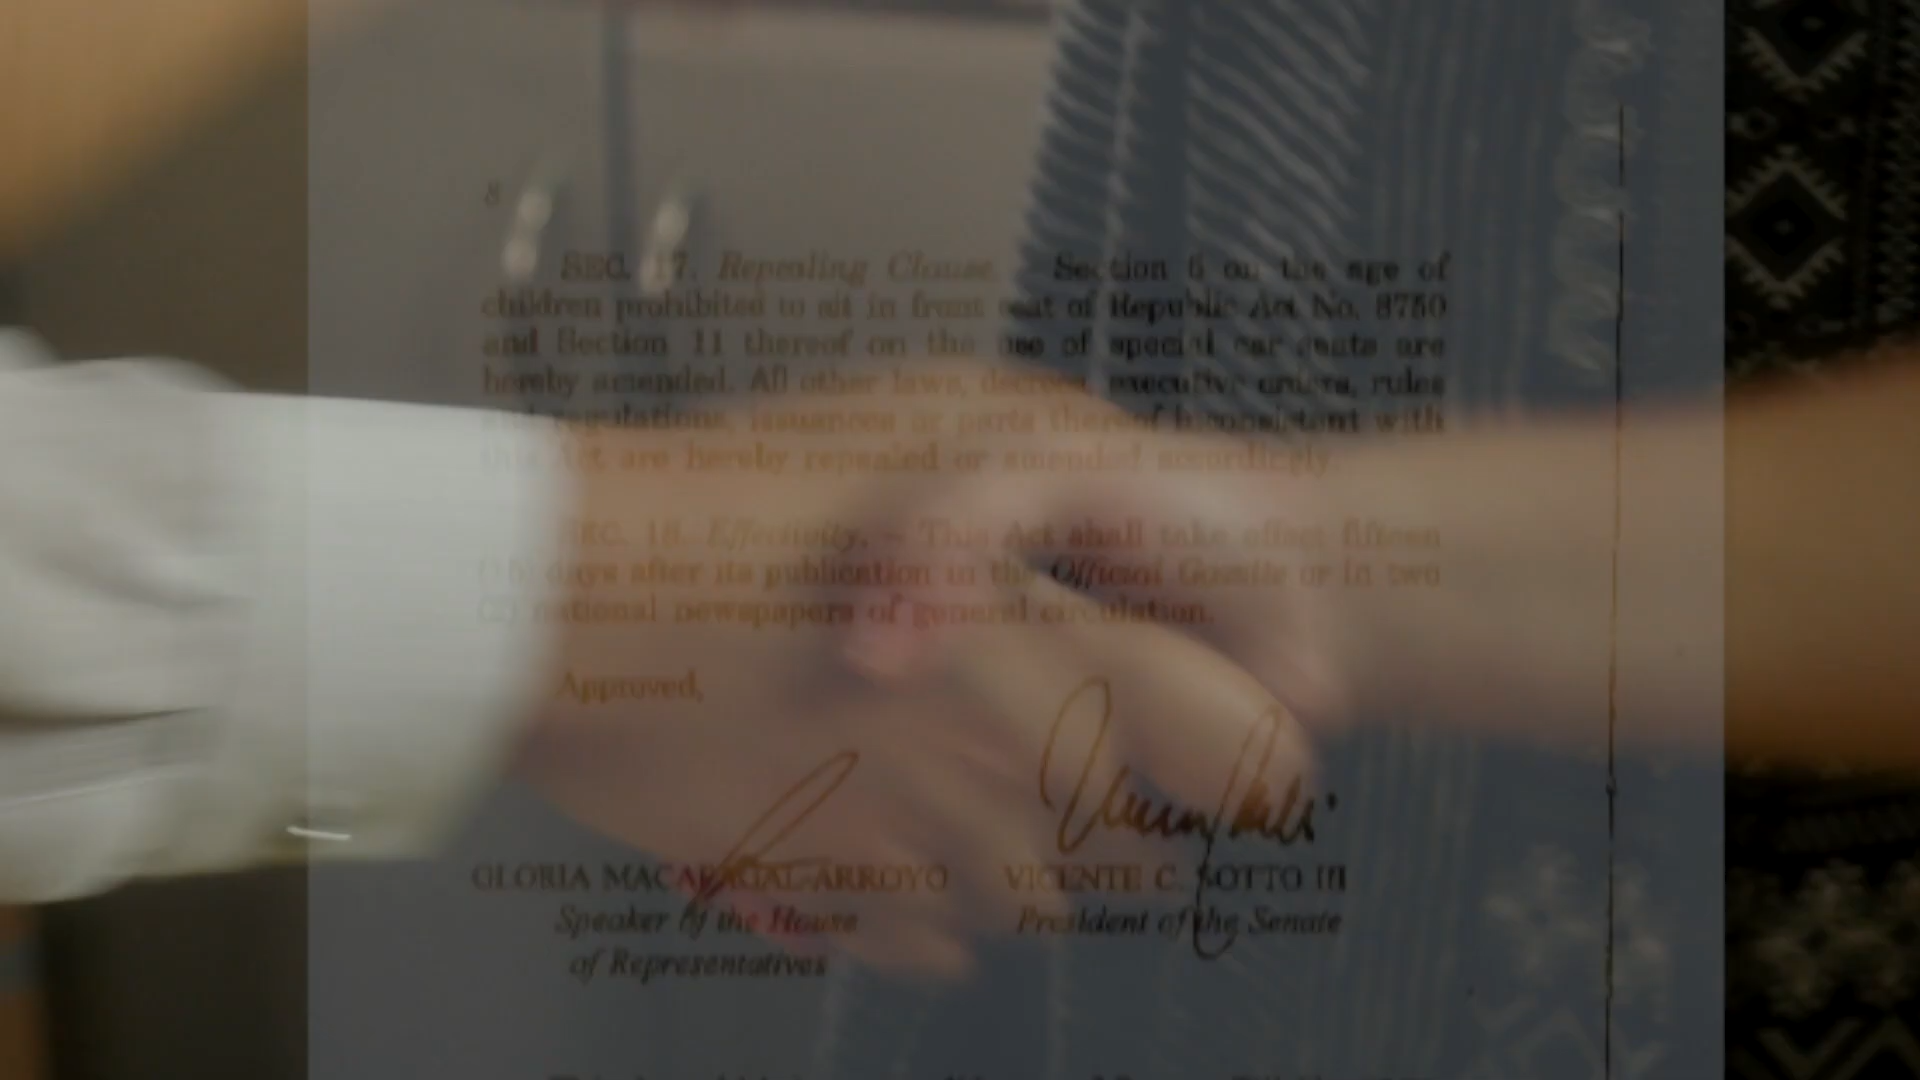 8
SEC. 17. Repealing Clause. – Section 5 on the age of
children prohibited to sit in front seat of Republic Act No. 8750
and Section 11 thereof on the use of special car seats are
hereby amended. All other laws, decrees, executive orders, rules
and regulations, issuances or parts thereof inconsistent with
this Act are hereby repealed or amended accordingly.
SEC. 18. Effectivity. – This Act shall take effect fifteen
(15) days after its publication in the Official Gazette or in two
(2) national newspapers of general circulation.
Approved,
GLORIA MACAPAGAL-ARROYO VICENTE C. SOTTO III
Speaker of the House President of the Senate
of Representatives